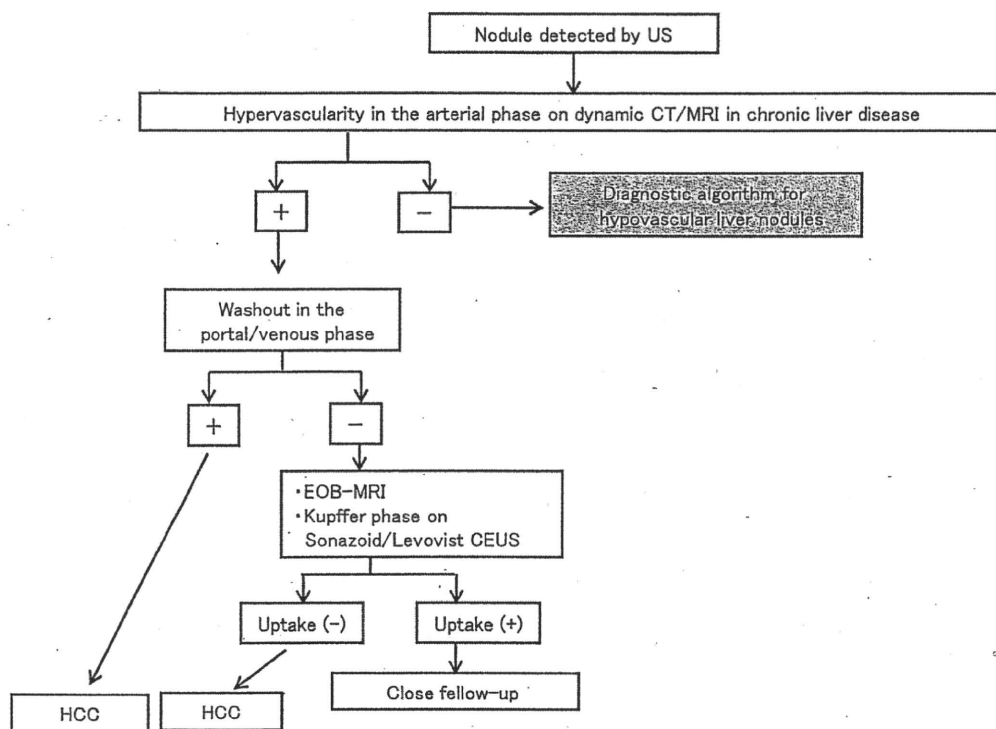 Nodule detected by US
Hypervascularity in the arterial phase on dynamic CT/MRI in chronic liver disease
+
−
Diagnostic algorithm for
hypovascular liver nodules
Washout in the
portal/venous phase
+
−
・EOB-MRI
・Kupffer phase on
Sonazoid/Levovist CEUS
Uptake (-)
Uptake (+)
Close fellow-up
HCC
HCC